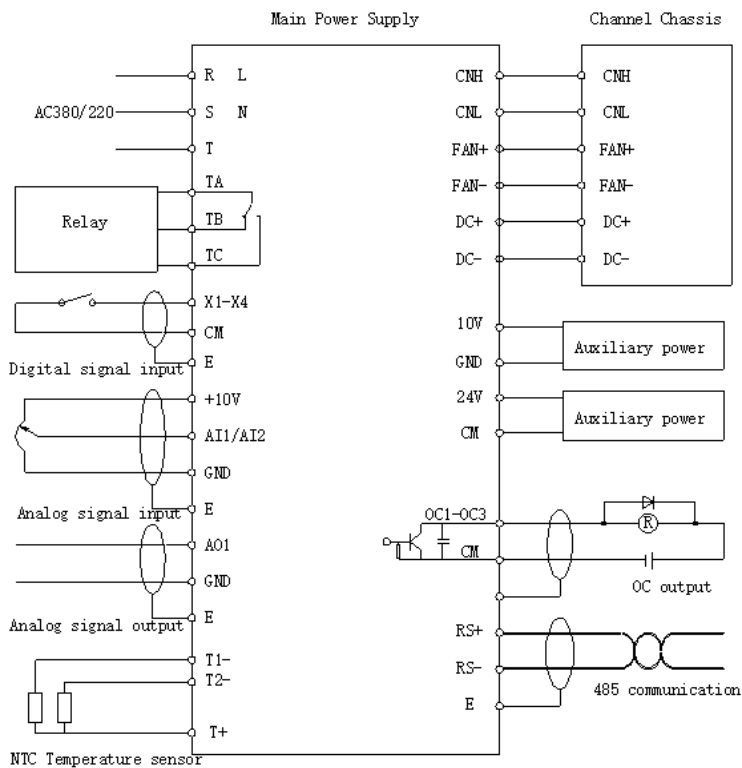 Main Power Supply
Channel Chassis
R L
CNH
CNH
AC380/220
S N
CNL
CNL
T
FAN+
FAN+
TA
FAN-
FAN-
Relay
TB
DC+
DC+
TC
DC-
DC-
X1-X4
CM
10V
Auxiliary power
E
GND
Digital signal input
+10V
24V
Auxiliary power
AI1/AI2
CM
GND
Analog signal input
E
OC1-OC3
R
AO1
CM
GND
OC output
E
Analog signal output
RS+
T1-
RS-
T2-
485 communication
E
T+
NTC Temperature sensor